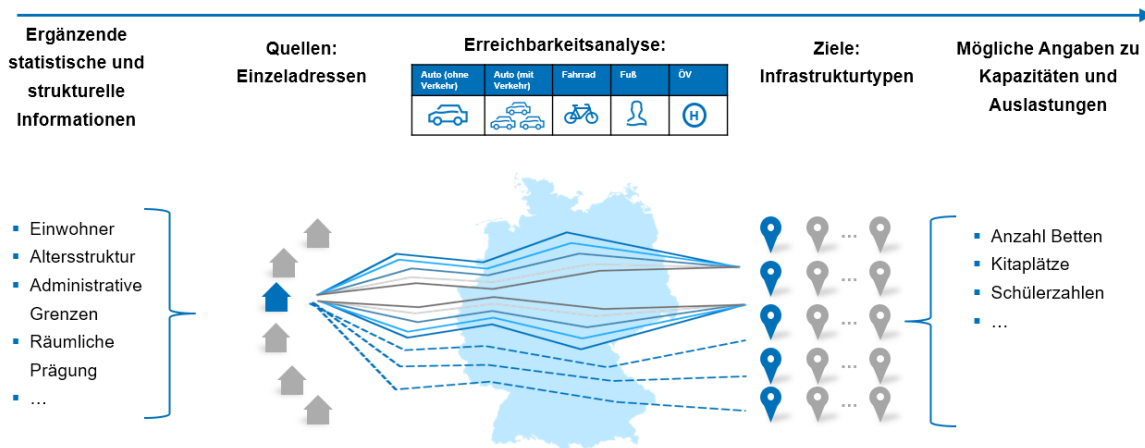 Ergänzende
statistische und
strukturelle
Informationen
Quellen:
Einzeladressen
Erreichbarkeitsanalyse:
Auto (ohne
Verkehr)
Auto (mit
Verkehr)
Fahrrad
Fuß
ÖV
H
Ziele:
Infrastrukturtypen
Mögliche Angaben zu
Kapazitäten und
Auslastungen
Einwohner
Altersstruktur
Administrative
Grenzen
Räumliche
Prägung
...
...
...
...
...
...
Anzahl Betten
Kitaplätze
Schülerzahlen
...